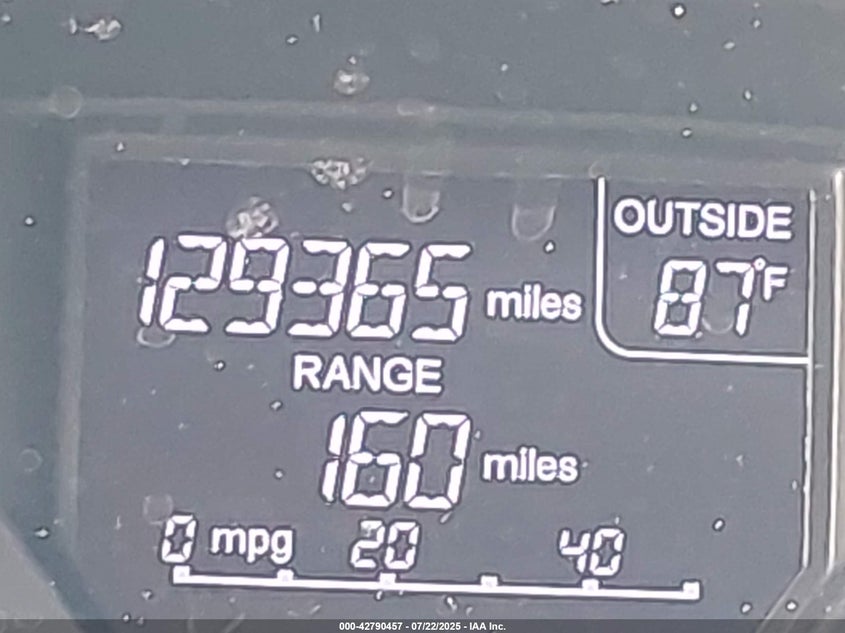 OUTSIDE
87°F
129365 miles
RANGE
160 miles
0 mpg 20 40
000-42790457 - 07/22/2025 - IAA Inc.